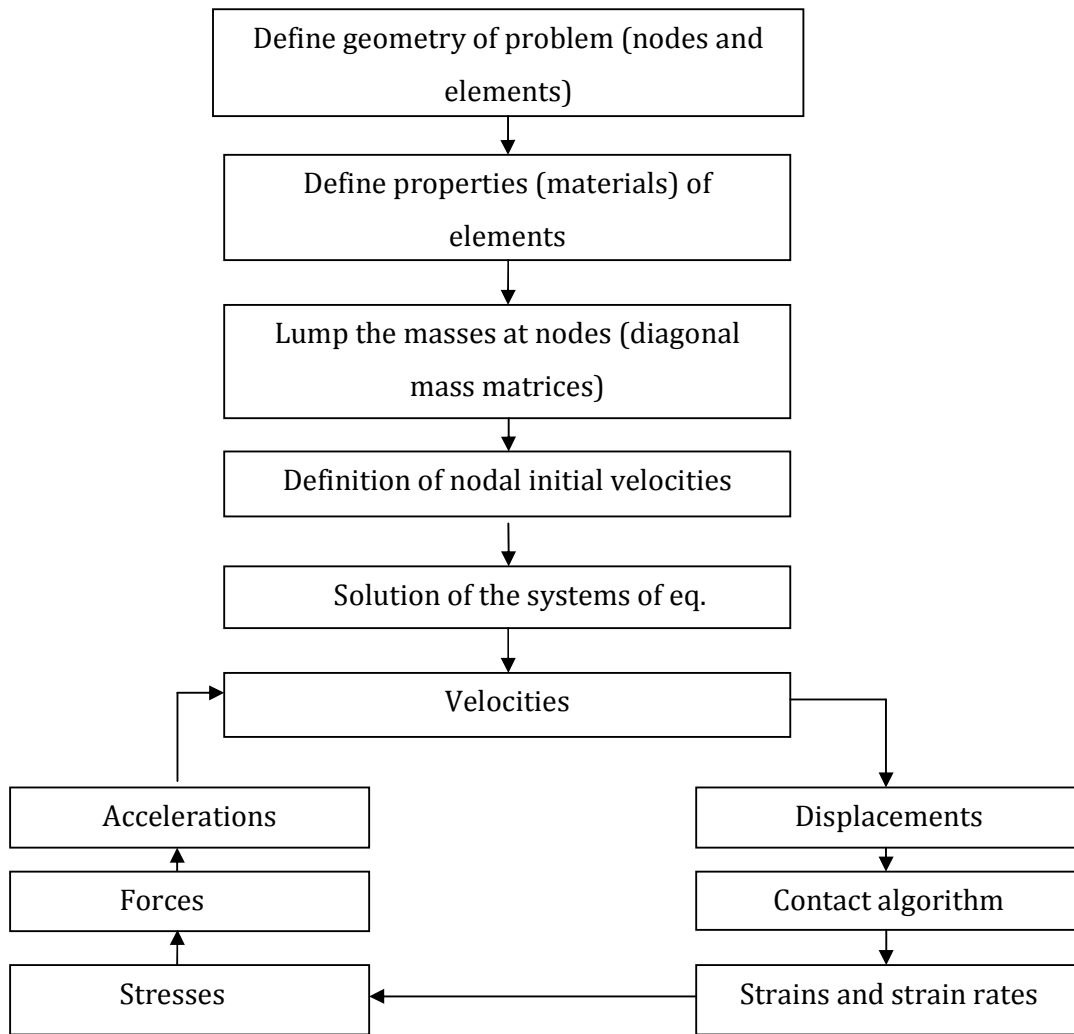 Define geometry of problem (nodes and
elements)
Define properties (materials) of
elements
Lump the masses at nodes (diagonal
mass matrices)
Definition of nodal initial velocities
Solution of the systems of eq.
Velocities
Accelerations
Displacements
Forces
Contact algorithm
Stresses
Strains and strain rates